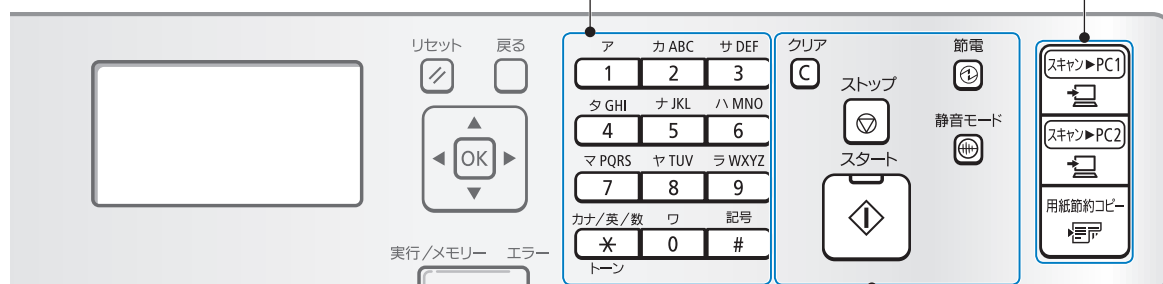 リセット 戻る
ア カ ABC サ DEF
1 2 3
タ GHI ナ JKL ハ MNO
4 5 6
マ PQRS ヤ TUV ラ WXYZ
7 8 9
カナ/英/数 ワ 記号
* 0 #
トーン
OK
実行/メモリー エラー
クリア
C
節電
ストップ
静音モード
スタート
スキャン▶PC1
スキャン▶PC2
用紙節約コピー